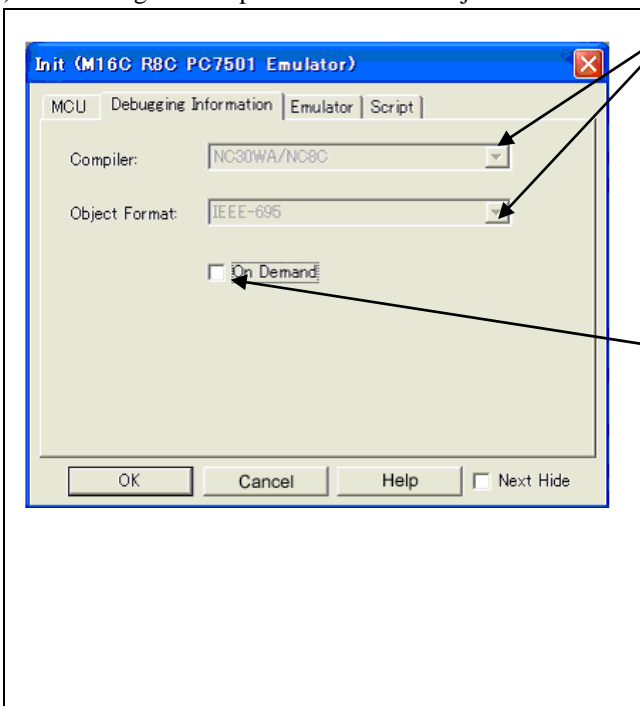 Init (M16C R8C PC7501 Emulator)
MCU Debugging Information Emulator Script
Compiler: NC30WA/NC8C
Object Format: IEEE-695
On Demand
OK Cancel Help Next Hide